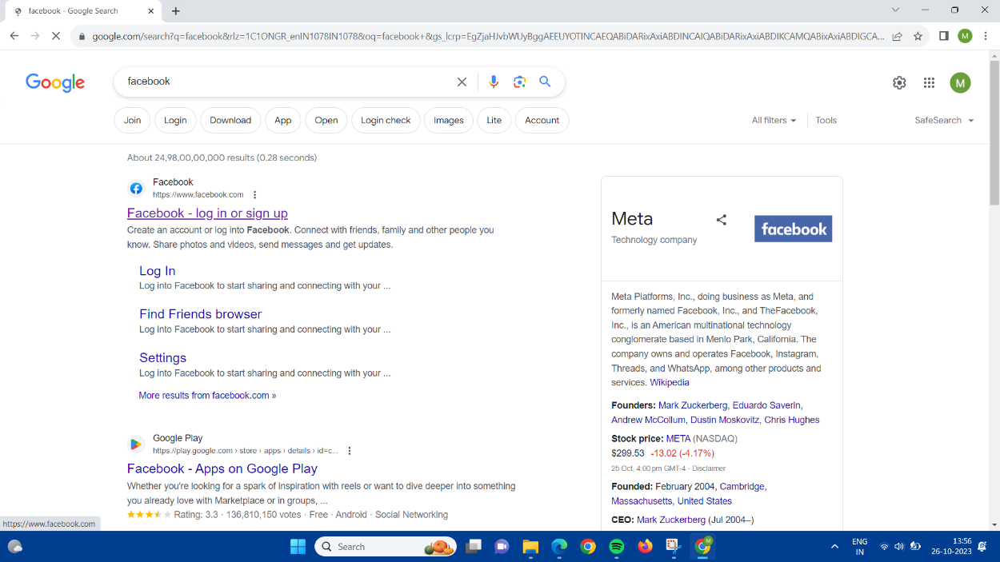 facebook - Google Search
google.com/search?q=facebook&rlz=1C1ONGR_enIN1078IN1078&oq=facebook+&gs_lcrp=EgZjaHJvbWUyBggAEEUYOTINCAEQABiDARixAxiABDINCAIQABiDARixAxiABDIKCAMQABixAxiABDIGCA...
M
Google
facebook
M
Join
Login
Download
App
Open
Login check
Images
Lite
Account
All filters
Tools
SafeSearch
About 24,98,00,00,000 results (0.28 seconds)
Facebook
https://www.facebook.com
Facebook - log in or sign up
Create an account or log into Facebook. Connect with friends, family and other people you
know. Share photos and videos, send messages and get updates.
Log In
Log into Facebook to start sharing and connecting with your ...
Find Friends browser
Log into Facebook to start sharing and connecting with your ...
Settings
Log into Facebook to start sharing and connecting with your ...
More results from facebook.com »
Google Play
https://play.google.com › store › apps › details › id=c...
Facebook - Apps on Google Play
Whether you're looking for a spark of inspiration with reels or want to dive deeper into something
you already love with Marketplace or in groups, ...
Rating: 3.3 · 136,810,150 votes · Free · Android · Social Networking
Meta
Technology company
facebook
Meta Platforms, Inc., doing business as Meta, and
formerly named Facebook, Inc., and TheFacebook,
Inc., is an American multinational technology
conglomerate based in Menlo Park, California. The
company owns and operates Facebook, Instagram,
Threads, and WhatsApp, among other products and
services. Wikipedia
Founders: Mark Zuckerberg, Eduardo Saverin,
Andrew McCollum, Dustin Moskovitz, Chris Hughes
Stock price: META (NASDAQ)
$299.53 -13.02 (-4.17%)
25 Oct, 4:00 pm GMT-4 - Disclaimer
Founded: February 2004, Cambridge,
Massachusetts, United States
CEO: Mark Zuckerberg (Jul 2004–)
https://www.facebook.com
Search
M
ENG
IN
13:56
26-10-2023